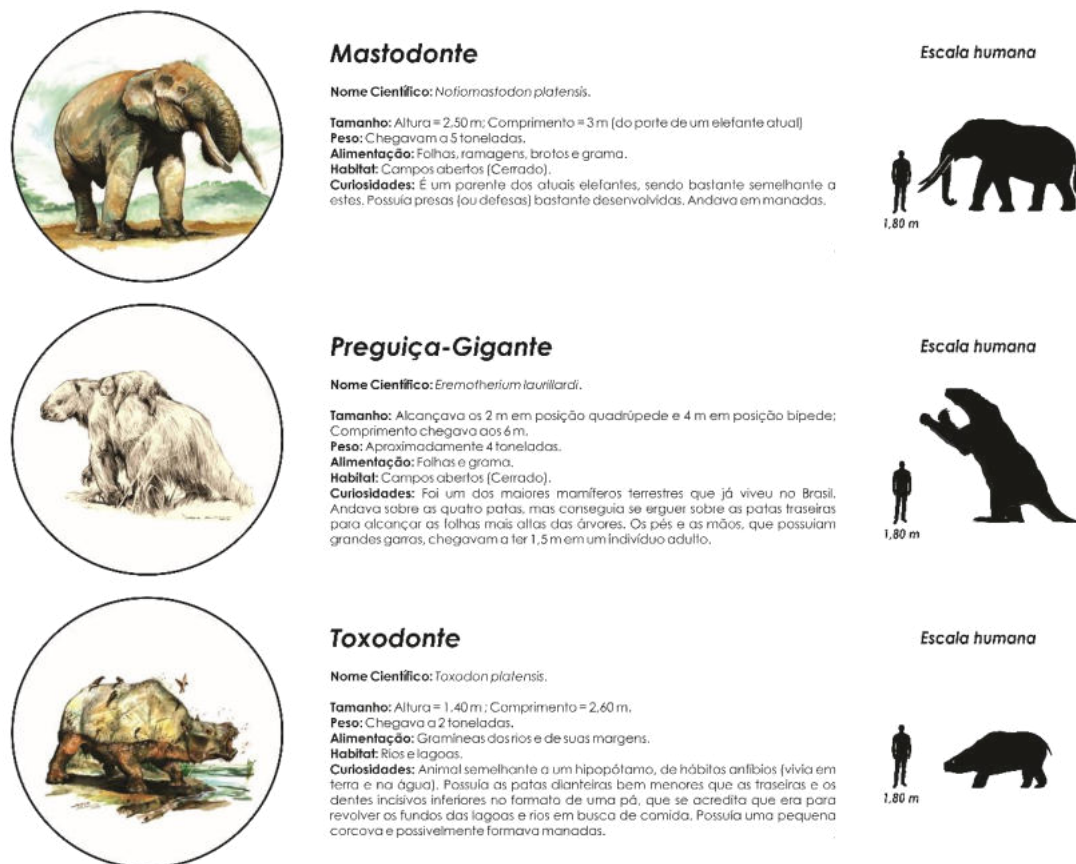 Mastodonte
Escala humana
Nome Científico: Notiomastodon platensis.
Tamanho: Altura = 2,50 m; Comprimento = 3 m (do porte de um elefante atual)
Peso: Chegavam a 5 toneladas.
Alimentação: Folhas, ramagens, brotos e grama.
Habitat: Campos abertos (Cerrado).
Curiosidades: É um parente dos atuais elefantes, sendo bastante semelhante a
estes. Possuía presas (ou defesas) bastante desenvolvidas. Andava em manadas.
1,80 m
Preguiça-Gigante
Escala humana
Nome Científico: Eremotherium laurillardi.
Tamanho: Alcançava os 2 m em posição quadrúpede e 4 m em posição bípede;
Comprimento chegava aos 6 m.
Peso: Aproximadamente 4 toneladas.
Alimentação: Folhas e grama.
Habitat: Campos abertos (Cerrado).
Curiosidades: Foi um dos maiores mamíferos terrestres que já viveu no Brasil.
Andava sobre as quatro patas, mas conseguia se erguer sobre as patas traseiras
para alcançar as folhas mais altas das árvores. Os pés e as mãos, que possuíam
grandes garras, chegavam a ter 1,5 m em um indivíduo adulto.
1,80 m
Toxodonte
Escala humana
Nome Científico: Toxodon platensis.
Tamanho: Altura = 1,40 m ; Comprimento = 2,60 m.
Peso: Chegava a 2 toneladas.
Alimentação: Gramíneas dos rios e de suas margens.
Habitat: Rios e lagoas.
Curiosidades: Animal semelhante a um hipopótamo, de hábitos anfíbios (vivia em
terra e na água). Possuía as patas dianteiras bem menores que as traseiras e os
dentes incisivos inferiores no formato de uma pá, que se acredita que era para
revolver os fundos das lagoas e rios em busca de comida. Possuía uma pequena
corcova e possivelmente formava manadas.
1,80 m